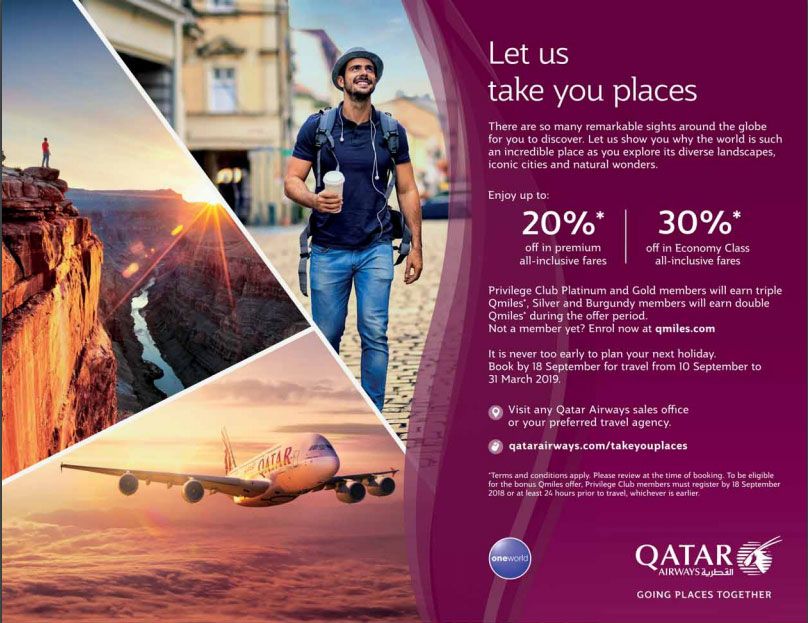 Let us
take you places
There are so many remarkable sights around the globe
for you to discover. Let us show you why the world is such
an incredible place as you explore its diverse landscapes,
iconic cities and natural wonders.
Enjoy up to:
20%*
off in premium
all-inclusive fares
30%*
off in Economy Class
all-inclusive fares
Privilege Club Platinum and Gold members will earn triple
Qmiles*, Silver and Burgundy members will earn double
Qmiles* during the offer period.
Not a member yet? Enrol now at qmiles.com
It is never too early to plan your next holiday.
Book by 18 September for travel from 10 September to
31 March 2019.
Visit any Qatar Airways sales office
or your preferred travel agency.
qatarairways.com/takeyouplaces
*Terms and conditions apply. Please review at the time of booking. To be eligible
for the bonus Qmiles offer, Privilege Club members must register by 18 September
2018 or at least 24 hours prior to travel, whichever is earlier.
QATAR
oneworld
QATAR
AIRWAYS القطرية
GOING PLACES TOGETHER